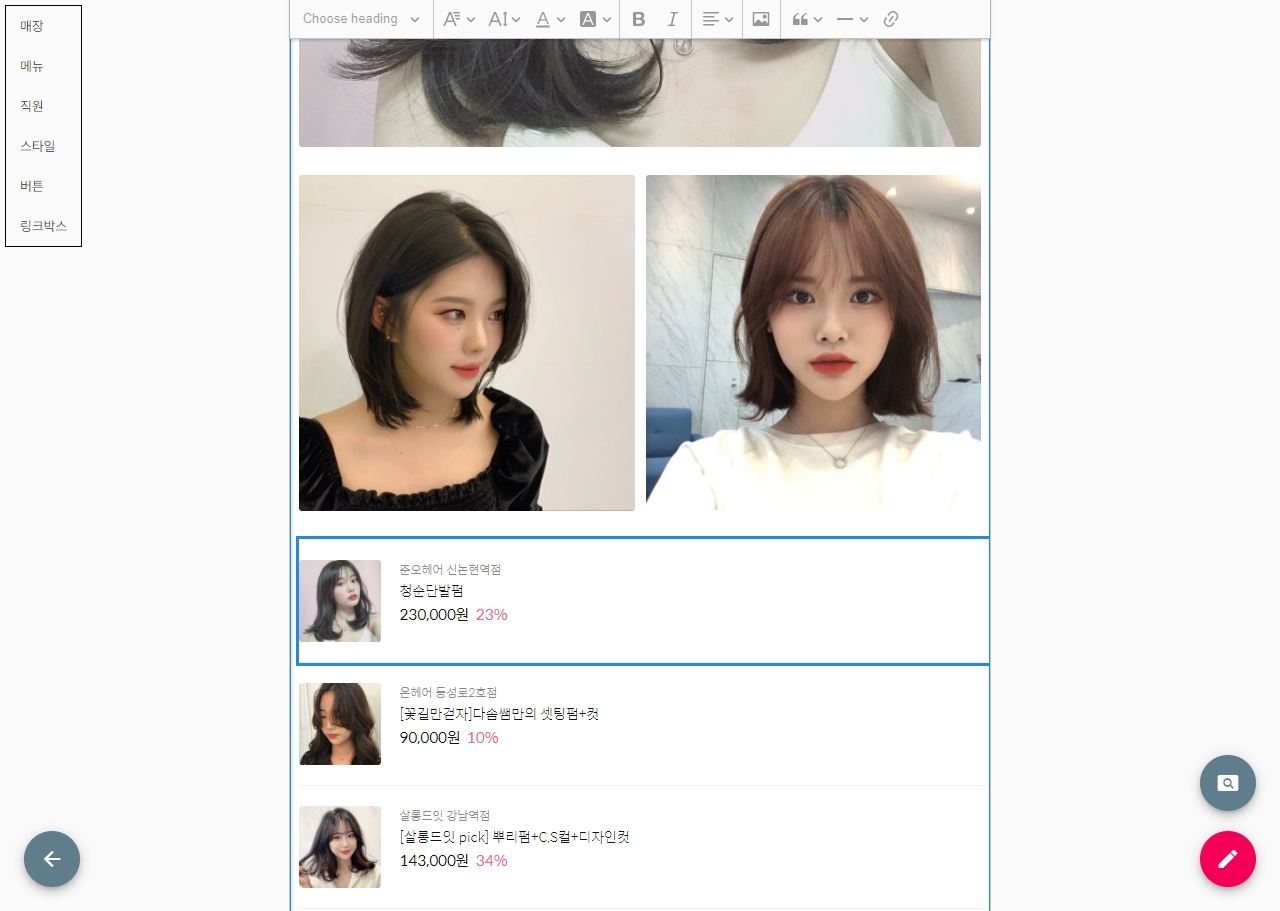 매장
메뉴
직원
스타일
버튼
링크박스
Choose heading
준오헤어 신논현역점
청순단발펌
230,000원 23%
온헤어 동성로2호점
[꽃길만걷자]다솜쌤만의 셋팅펌+컷
90,000원 10%
살롱드잇 강남역점
[살롱드잇 pick] 뿌리펌+C,S컬+디자인컷
143,000원 34%